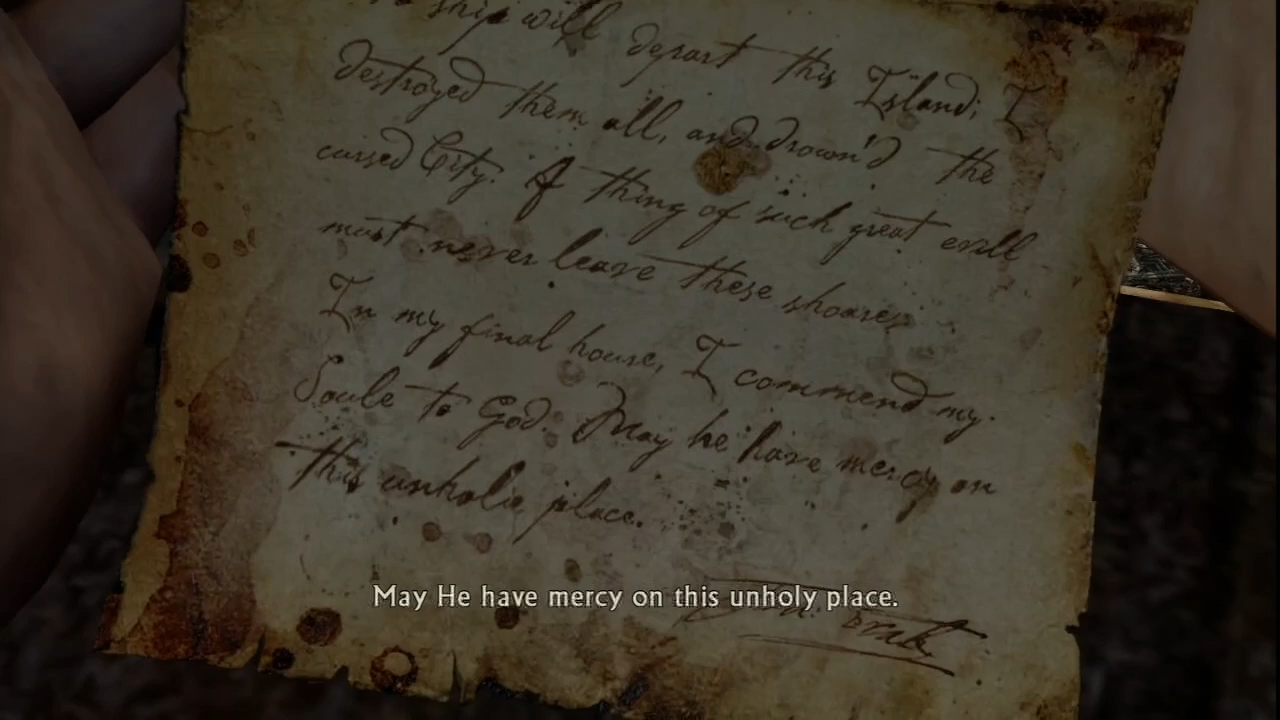 ship will depart this Island; I
destroyed them all, and drown'd the
cursed City. A thing of such great evill
must never leave these shoares.
In my final houre, I commend my
Soule to God. May he have mercy on
this unholie place.
May He have mercy on this unholy place.
Drake